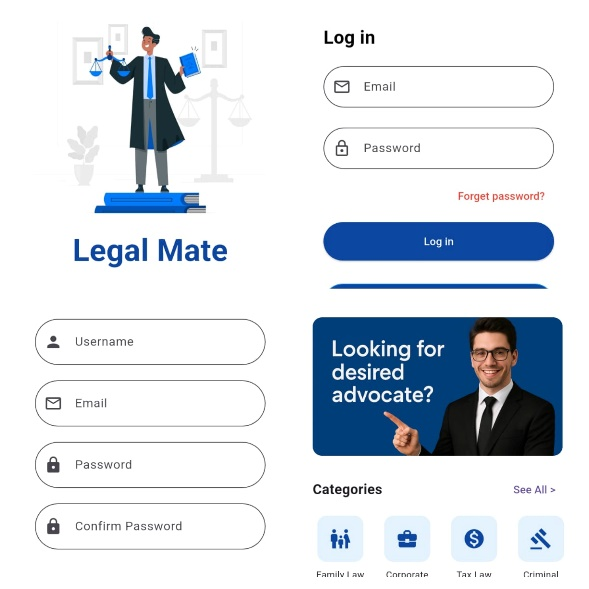 Legal Mate
Log in
Email
Password
Forget password?
Log in
Username
Email
Password
Confirm Password
Looking for
desired
advocate?
Categories
See All >
Family Law
Corporate
Tax Law
Criminal